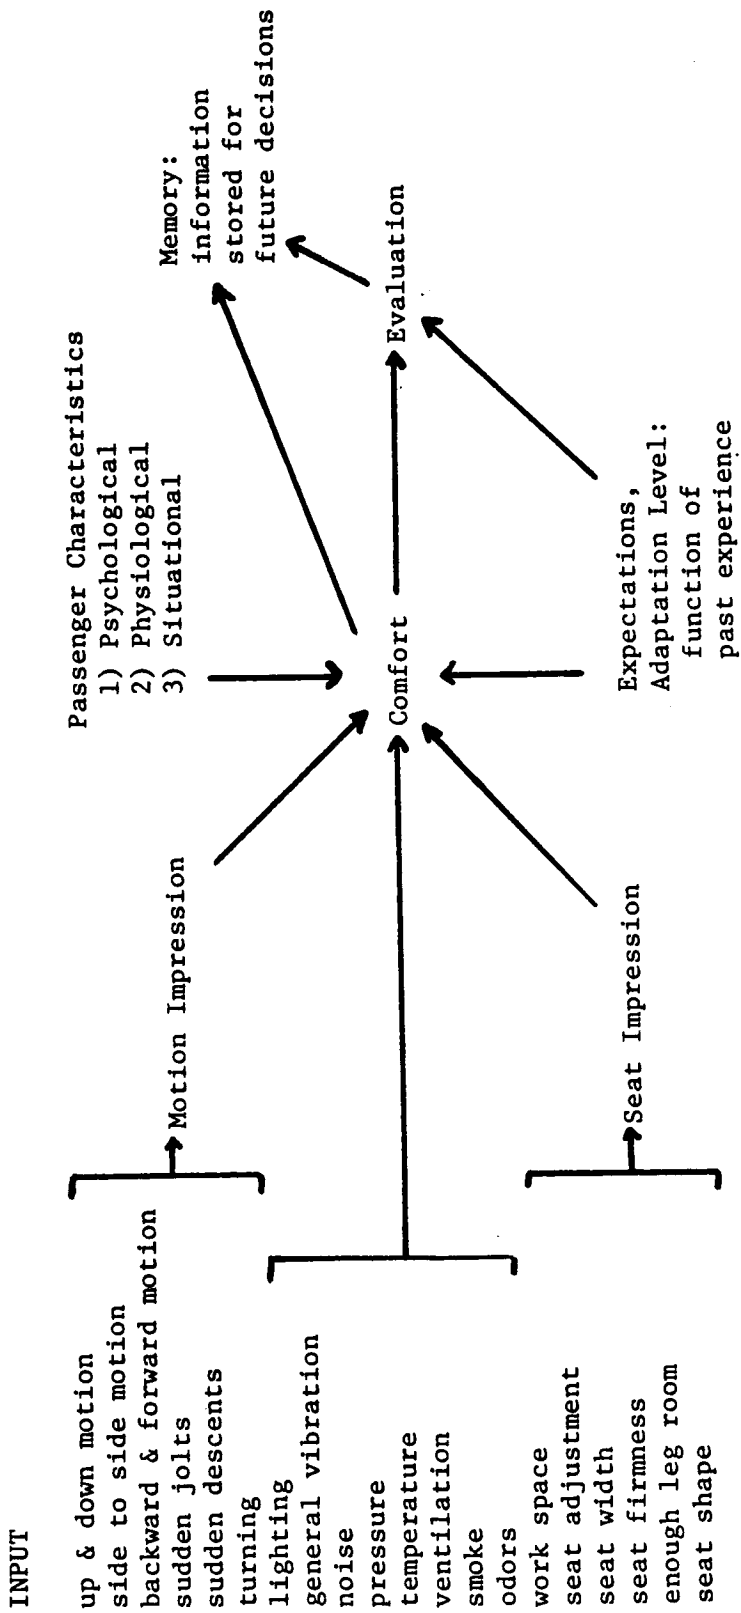 INPUT
up & down motion
side to side motion
backward & forward motion
sudden jolts
sudden descents
turning
lighting
general vibration
noise
pressure
temperature
ventilation
smoke
odors
work space
seat adjustment
seat width
seat firmness
enough leg room
seat shape
Motion Impression
Seat Impression
Passenger Characteristics
1) Psychological
2) Physiological
3) Situational
Comfort
Expectations,
Adaptation Level:
function of
past experience
Evaluation
Memory:
information
stored for
future decisions